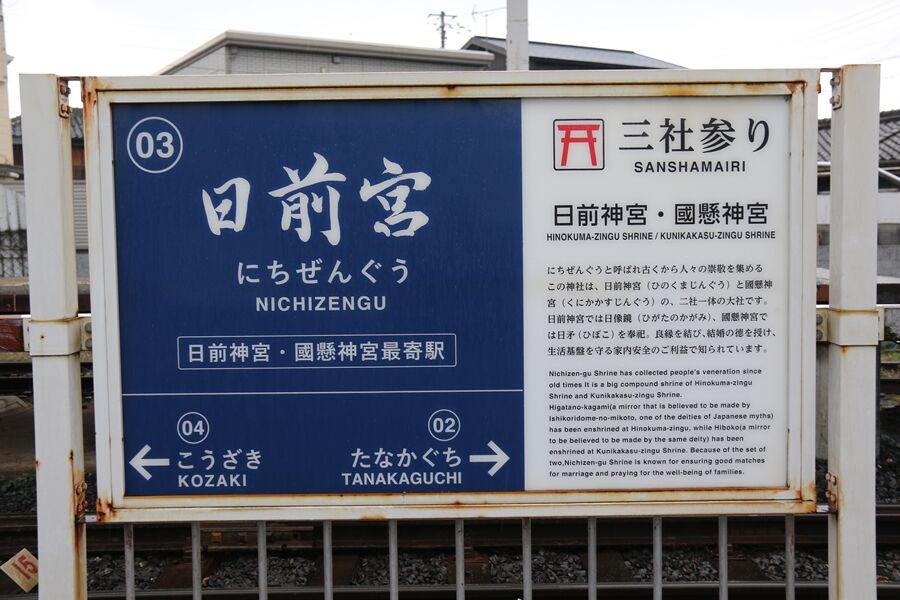 03
日前宮
にちぜんぐう
NICHIZENGU
日前神宮・國懸神宮最寄駅
04
こうざき
KOZAKI
02
たなかぐち
TANAKAGUCHI
三社参り
SANSHAMAIRI
日前神宮・國懸神宮
HINOKUMA-ZINGU SHRINE / KUNIKAKASU-ZINGU SHRINE
にちぜんぐうと呼ばれ古くから人々の崇敬を集める
この神社は、日前神宮（ひのくまじんぐう）と國懸神
宮（くにかかすじんぐう）の、二社一体の大社です。
日前神宮では日像鏡（ひがたのかがみ）、國懸神宮で
は日矛（ひぼこ）を奉祀。良縁を結び、結婚の徳を授け、
生活基盤を守る家内安全のご利益で知られています。
Nichizen-gu Shrine has collected people's veneration since
old times It is a big compound shrine of Hinokuma-zingu
Shrine and Kunikakasu-zingu Shrine.
Higatano-kagami(a mirror that is believed to be made by
Ishikoridome-no-mikoto, one of the deities of Japanese myths)
has been enshrined at Hinokuma-zingu, while Hiboko(a mirror
to be believed to be made by the same deity) has been
enshrined at Kunikakasu-zingu Shrine. Because of the set of
two,Nichizen-gu Shrine is known for ensuring good matches
for marriage and praying for the well-being of families.
15